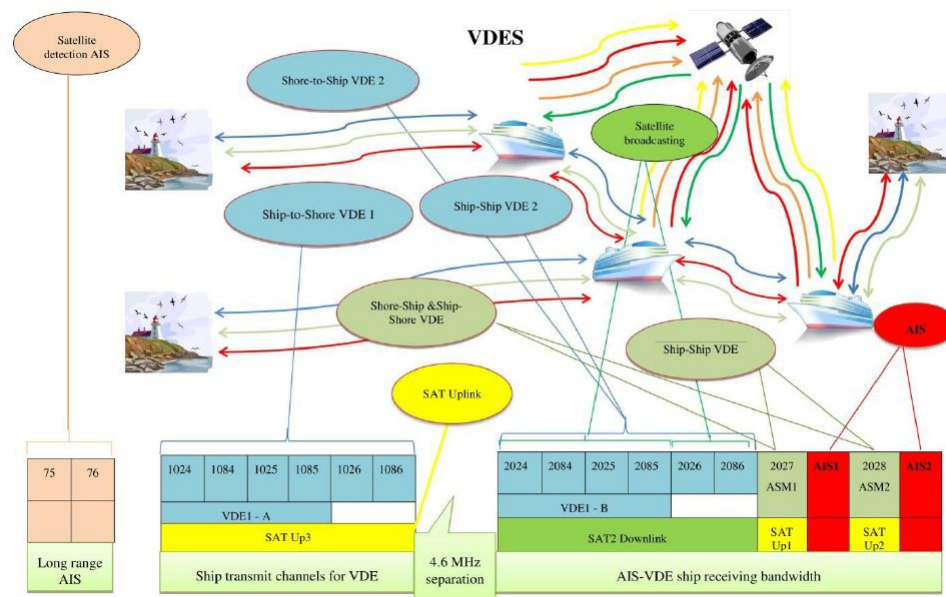 VDES
Satellite
detection AIS
Shore-to-Ship VDE 2
Satellite
broadcasting
Ship-to-Shore VDE 1
Ship-Ship VDE 2
Shore-Ship &Ship-
Shore VDE
Ship-Ship VDE
AIS
SAT Uplink
75 76
1024 1084 1025 1085 1026 1086
2024 2084 2025 2085 2026 2086 2027 AIS1 2028 AIS2
ASM1 ASM2
VDE1 - A
VDE1 - B
SAT Up3
SAT2 Downlink
SAT
Up1
SAT
Up2
Long range
AIS
Ship transmit channels for VDE
4.6 MHz
separation
AIS-VDE ship receiving bandwidth